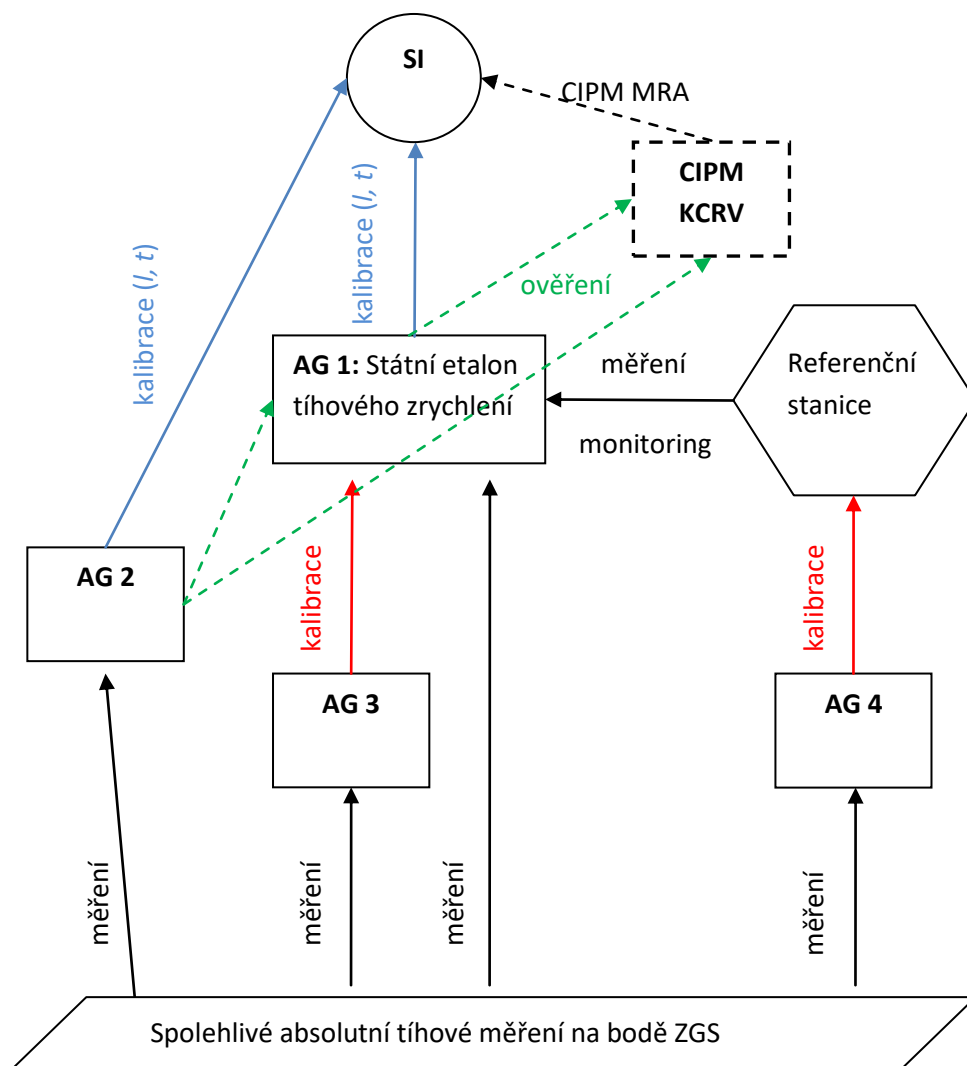 SI
CIPM MRA
CIPM
KCRV
kalibrace (l, t)
kalibrace (l, t)
ověření
AG 1: Státní etalon
tíhového zrychlení
měření
monitoring
Referenční
stanice
AG 2
kalibrace
kalibrace
AG 3
AG 4
měření
měření
měření
měření
Spolehlivé absolutní tíhové měření na bodě ZGS